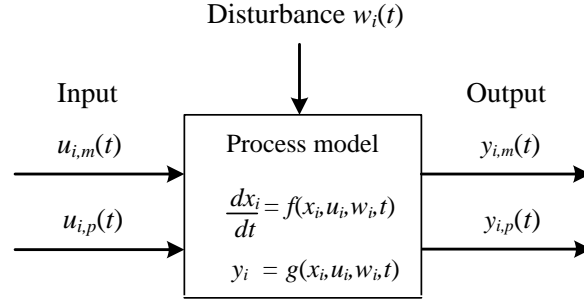 Disturbance w_i(t)
Input
Output
u_{i,m}(t)
Process model
y_{i,m}(t)
dx_i/dt = f(x_i,u_i,w_i,t)
u_{i,p}(t)
y_{i,p}(t)
y_i = g(x_i,u_i,w_i,t)